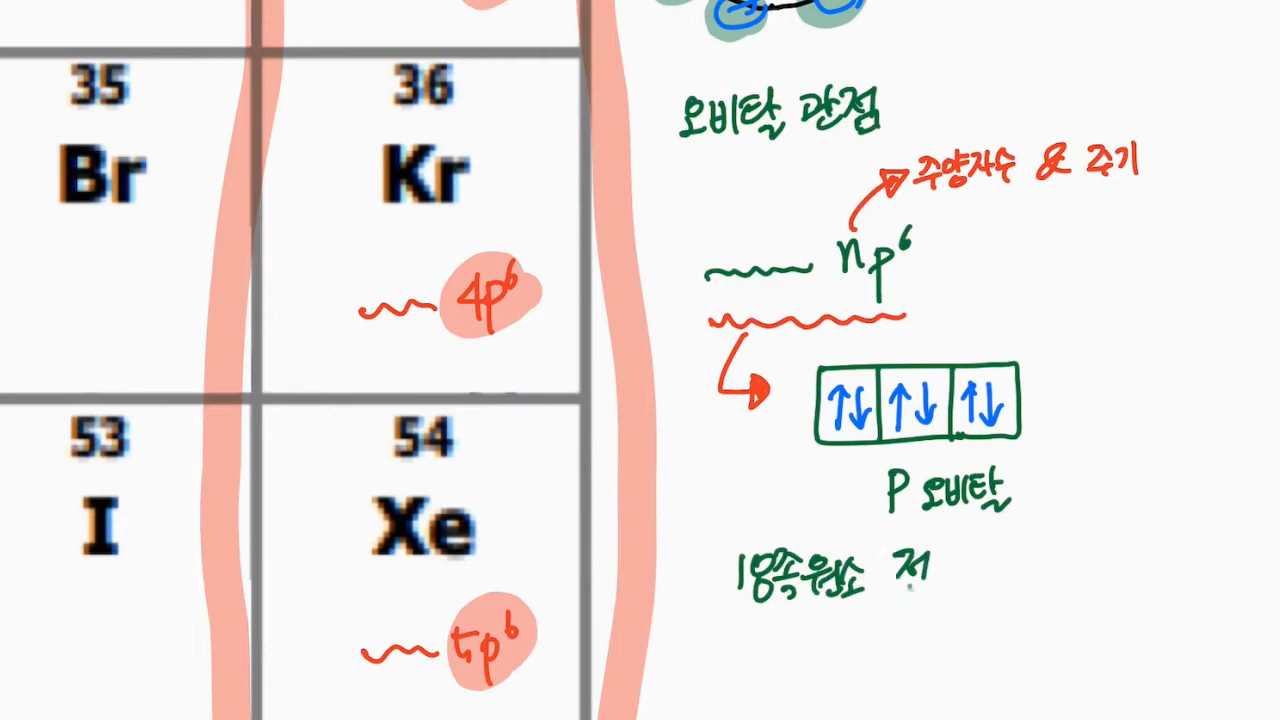 35
Br
36
Kr
4p⁶
53
I
54
Xe
5p⁶
오비탈 관점
주양자수 & 주기
np⁶
↑↓ ↑↓ ↑↓
P 오비탈
18족원소 저